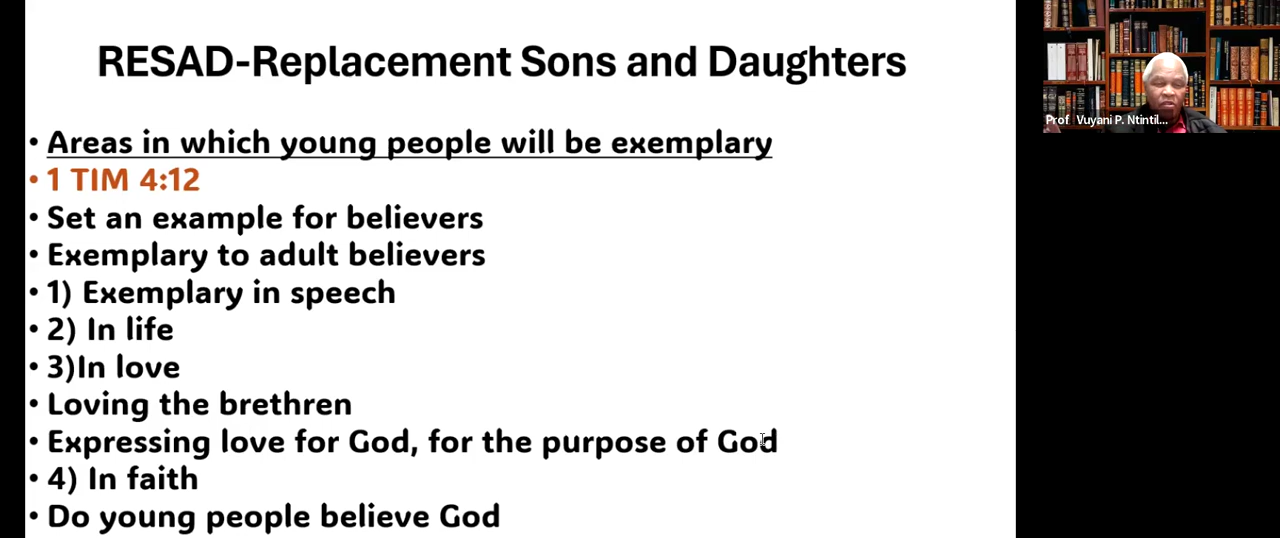 RESAD-Replacement Sons and Daughters
• Areas in which young people will be exemplary
• 1 TIM 4:12
• Set an example for believers
• Exemplary to adult believers
• 1) Exemplary in speech
• 2) In life
• 3)In love
• Loving the brethren
• Expressing love for God, for the purpose of God
• 4) In faith
• Do young people believe God
Prof Vuyani P. Ntintil...